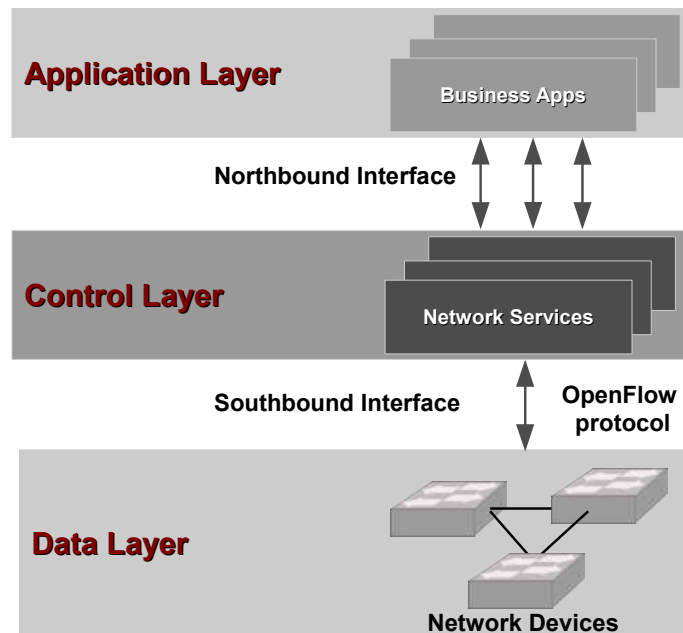 Application Layer
Business Apps
Northbound Interface
Control Layer
Network Services
Southbound Interface
OpenFlow
protocol
Data Layer
Network Devices